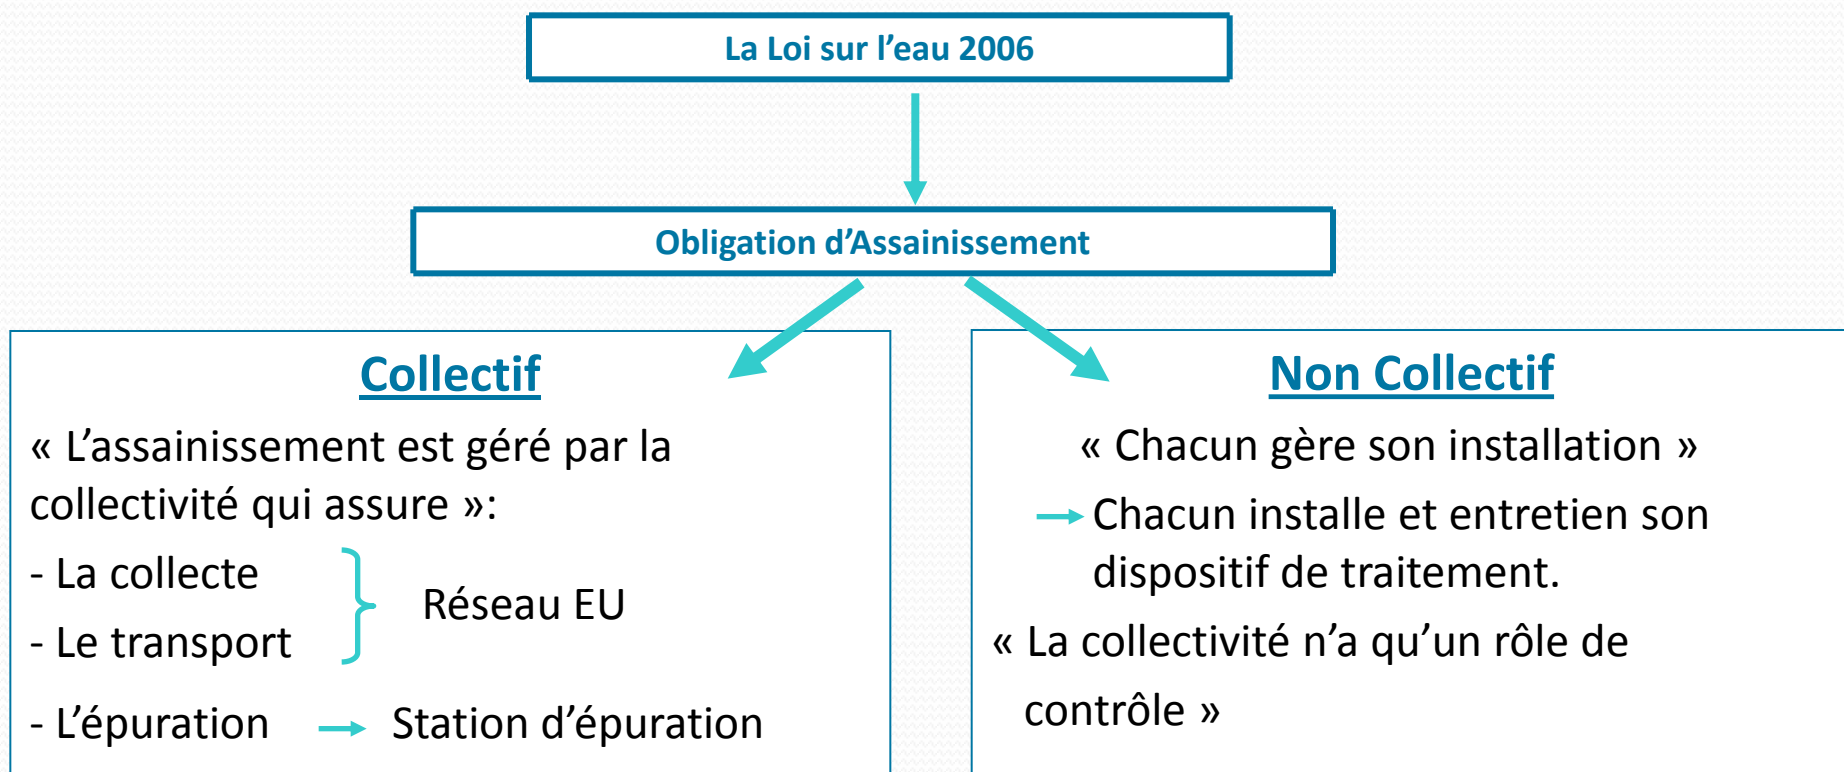 La Loi sur l’eau 2006
Obligation d’Assainissement
Collectif
« L’assainissement est géré par la
collectivité qui assure »:
- La collecte
- Le transport
Réseau EU
- L’épuration
Station d’épuration
Non Collectif
« Chacun gère son installation »
Chacun installe et entretien son
dispositif de traitement.
« La collectivité n’a qu’un rôle de
contrôle »